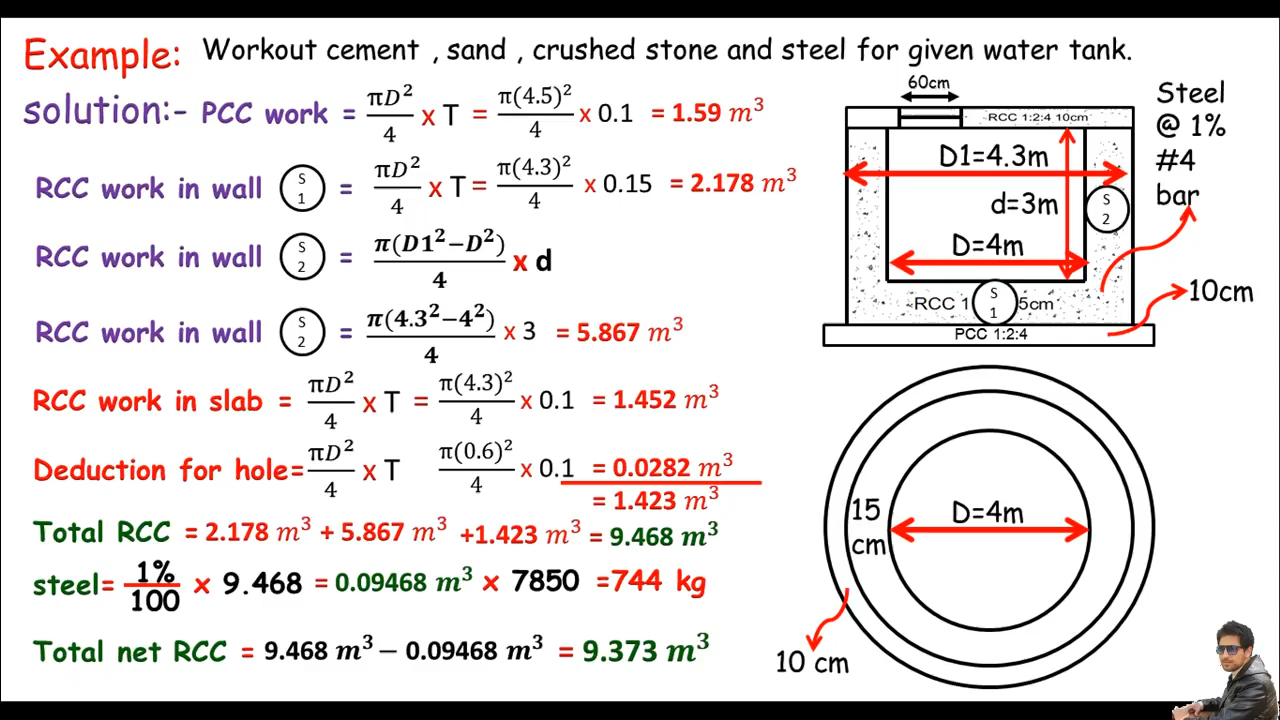 Example: Workout cement , sand , crushed stone and steel for given water tank.
solution:- PCC work = πD²/4 x T = π(4.5)²/4 x 0.1 = 1.59 m³
RCC work in wall S1 = πD²/4 x T = π(4.3)²/4 x 0.15 = 2.178 m³
RCC work in wall S2 = π(D1²−D²)/4 x d
RCC work in wall S2 = π(4.3²−4²)/4 x 3 = 5.867 m³
RCC work in slab = πD²/4 x T = π(4.3)²/4 x 0.1 = 1.452 m³
Deduction for hole= πD²/4 x T π(0.6)²/4 x 0.1 = 0.0282 m³
= 1.423 m³
Total RCC = 2.178 m³ + 5.867 m³ +1.423 m³ = 9.468 m³
steel= 1%/100 x 9.468 = 0.09468 m³ x 7850 =744 kg
Total net RCC = 9.468 m³ − 0.09468 m³ = 9.373 m³
60cm
RCC 1:2:4 10cm
Steel
@ 1%
#4
bar
D1=4.3m
d=3m
S
2
D=4m
RCC 1
S
1
5cm
10cm
PCC 1:2:4
15
cm
D=4m
10 cm